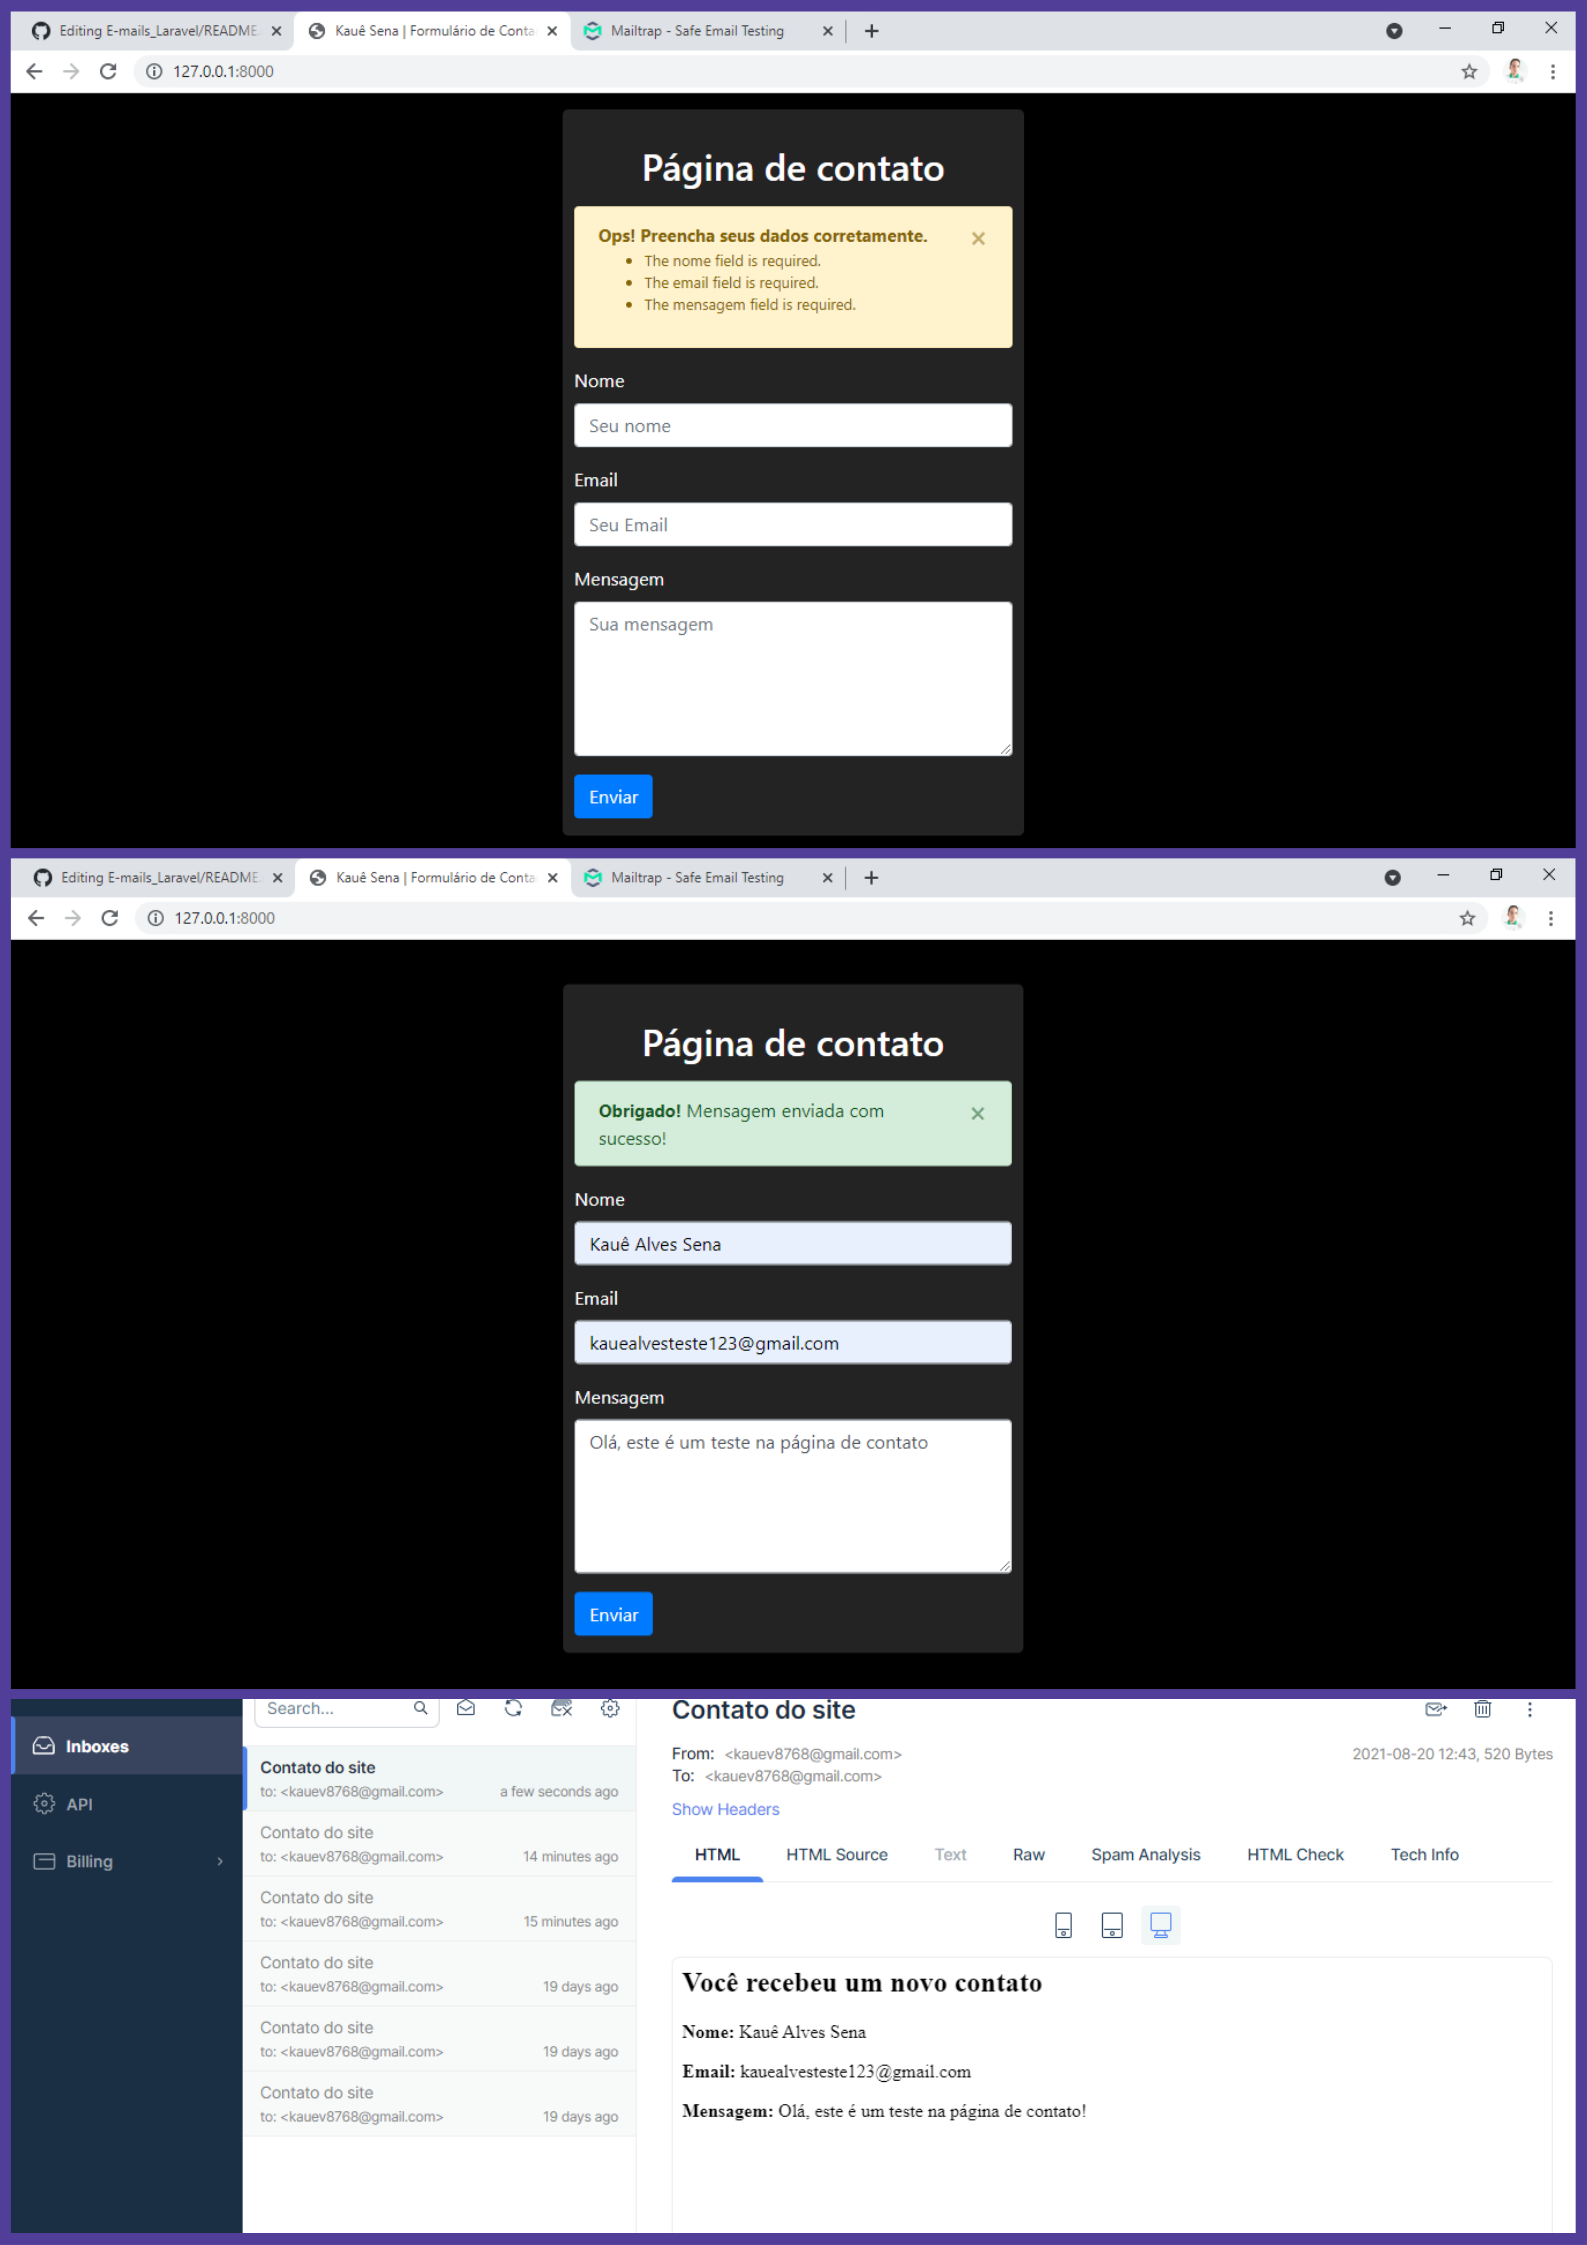 Editing E-mails_Laravel/README.
Kauê Sena | Formulário de Conta
Mailtrap - Safe Email Testing
127.0.0.1:8000
Página de contato
Ops! Preencha seus dados corretamente.
The nome field is required.
The email field is required.
The mensagem field is required.
Nome
Seu nome
Email
Seu Email
Mensagem
Sua mensagem
Enviar
Editing E-mails_Laravel/README.
Kauê Sena | Formulário de Conta
Mailtrap - Safe Email Testing
127.0.0.1:8000
Página de contato
Obrigado! Mensagem enviada com
sucesso!
Nome
Kauê Alves Sena
Email
kauealvesteste123@gmail.com
Mensagem
Olá, este é um teste na página de contato
Enviar
Inboxes
API
Billing
Search...
Contato do site
to: <kauev8768@gmail.com> a few seconds ago
Contato do site
to: <kauev8768@gmail.com> 14 minutes ago
Contato do site
to: <kauev8768@gmail.com> 15 minutes ago
Contato do site
to: <kauev8768@gmail.com> 19 days ago
Contato do site
to: <kauev8768@gmail.com> 19 days ago
Contato do site
to: <kauev8768@gmail.com> 19 days ago
Contato do site
From: <kauev8768@gmail.com> 2021-08-20 12:43, 520 Bytes
To: <kauev8768@gmail.com>
Show Headers
HTML HTML Source Text Raw Spam Analysis HTML Check Tech Info
Você recebeu um novo contato
Nome: Kauê Alves Sena
Email: kauealvesteste123@gmail.com
Mensagem: Olá, este é um teste na página de contato!